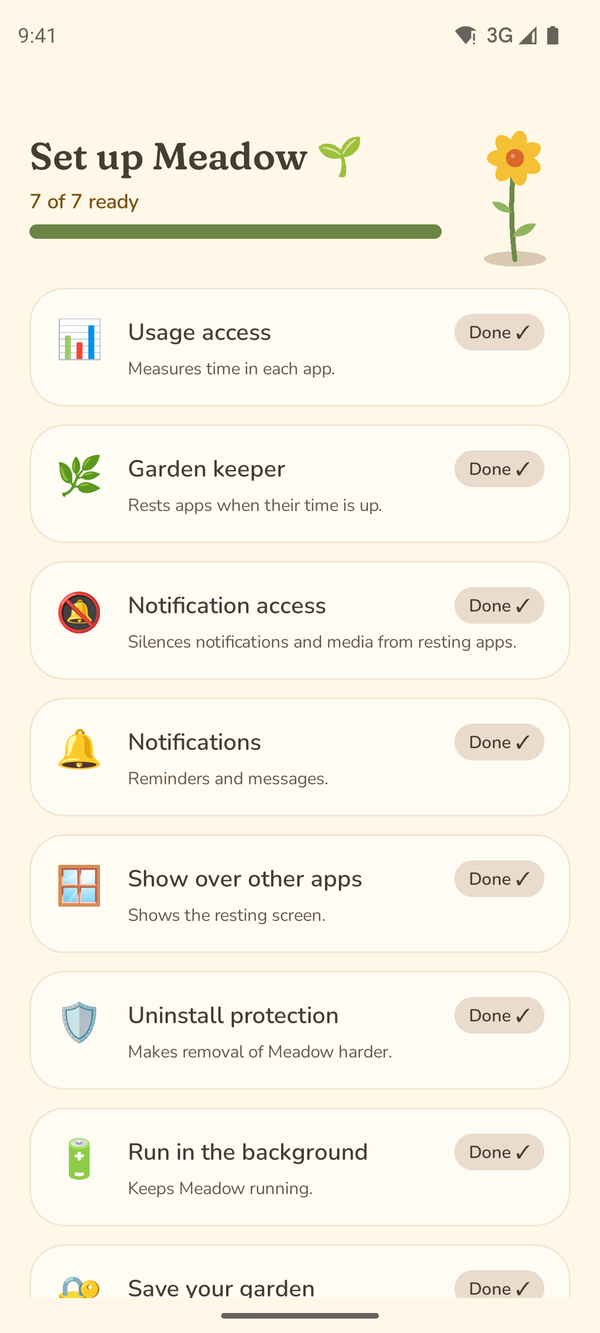 9:41
3G
Set up Meadow 🌱
7 of 7 ready
Usage access
Done ✓
Measures time in each app.
Garden keeper
Done ✓
Rests apps when their time is up.
Notification access
Done ✓
Silences notifications and media from resting apps.
Notifications
Done ✓
Reminders and messages.
Show over other apps
Done ✓
Shows the resting screen.
Uninstall protection
Done ✓
Makes removal of Meadow harder.
Run in the background
Done ✓
Keeps Meadow running.
Save your garden
Done ✓